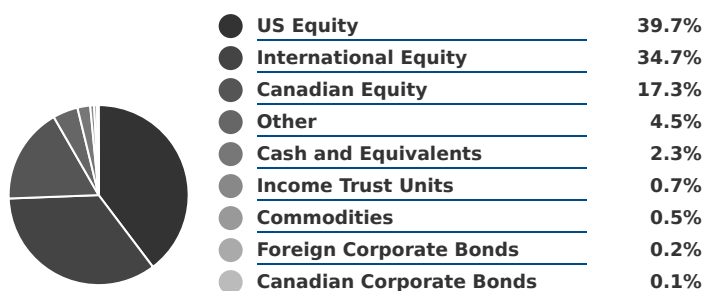 US Equity 39.7%
International Equity 34.7%
Canadian Equity 17.3%
Other 4.5%
Cash and Equivalents 2.3%
Income Trust Units 0.7%
Commodities 0.5%
Foreign Corporate Bonds 0.2%
Canadian Corporate Bonds 0.1%